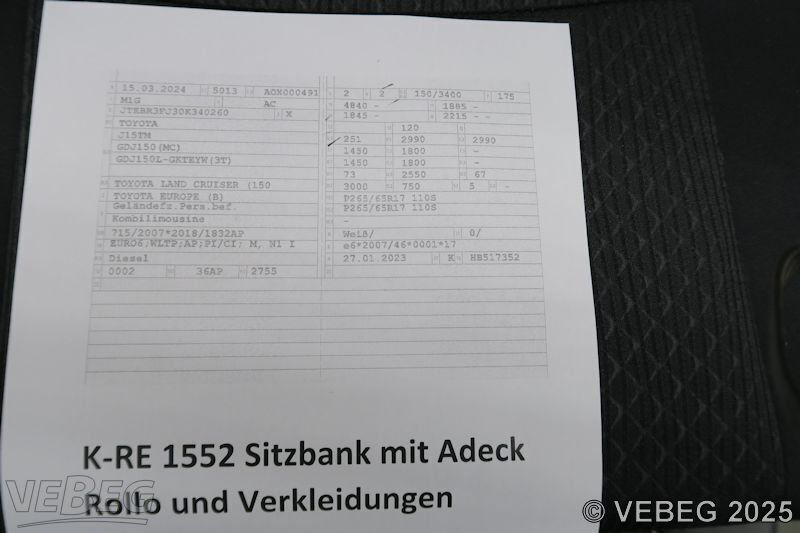 15.03.2024 5013 AOX000491 2 2 150/3400 175
M1G AC 4840 - 1885 -
JTEBR3FJ30K340260 X 1845 - 2215 -
TOYOTA 120
J15TM 251 2990 2990
GDJ150(MC) 1450 1800 -
GDJ150L-GKTEYW(3T) 1450 1800 -
73 2550 67
TOYOTA LAND CRUISER (150 3000 750 5 -
TOYOTA EUROPE (B) P265/65R17 110S
Geländefz.Pers.bef. P265/65R17 110S
Kombilimousine -
715/2007*2018/1832AP Weiß/ 0/
EURO6;WLTP;AP;PI/CI; M, N1 I e6*2007/46*0001*17
Diesel 27.01.2023 K HB517352
0002 36AP 2755
K-RE 1552 Sitzbank mit Adeck
Rollo und Verkleidungen
VEBEG
© VEBEG 2025